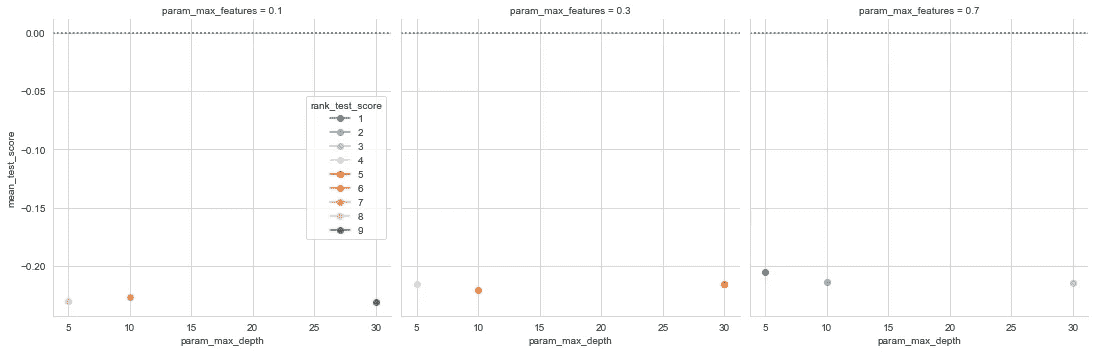 param_max_features = 0.1
param_max_features = 0.3
param_max_features = 0.7
mean_test_score
0.00
−0.05
−0.10
−0.15
−0.20
rank_test_score
1
2
3
4
5
6
7
8
9
5 10 15 20 25 30
param_max_depth
5 10 15 20 25 30
param_max_depth
5 10 15 20 25 30
param_max_depth